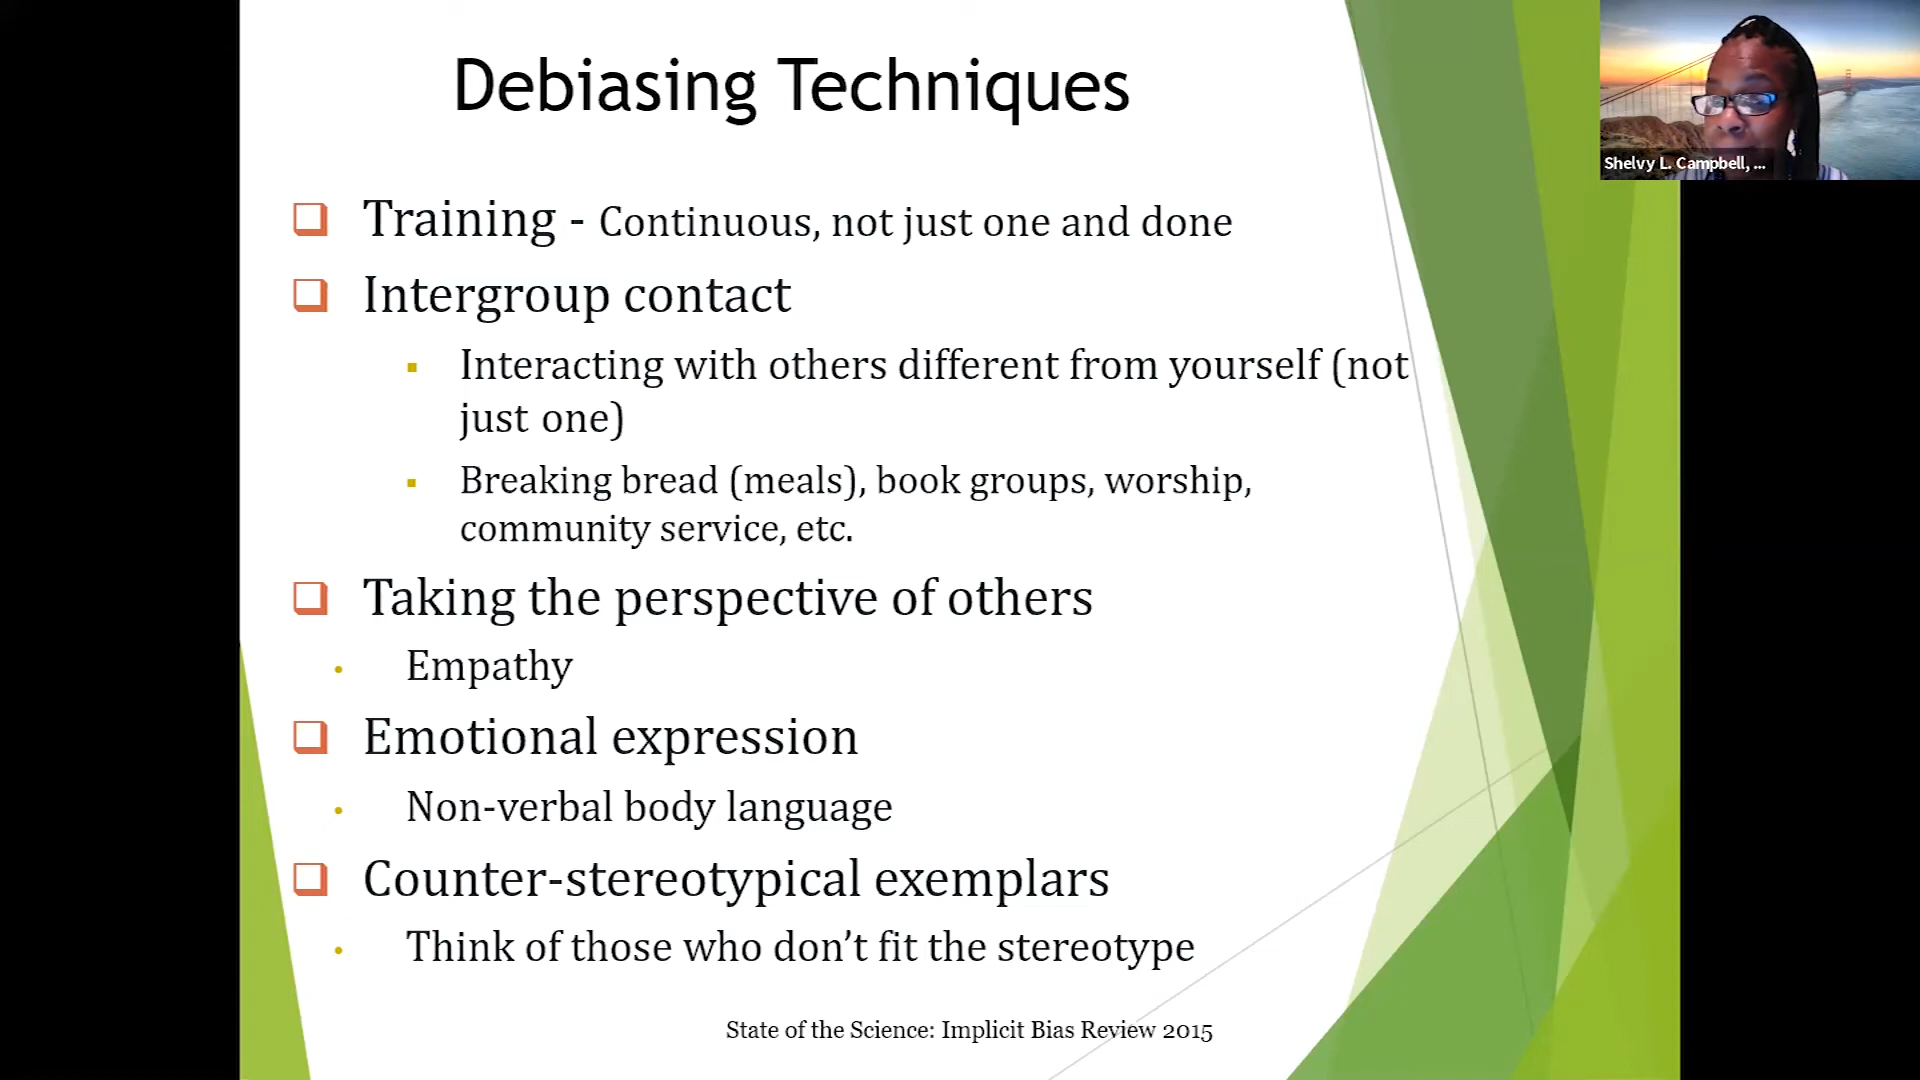 Debiasing Techniques
Shelvy L. Campbell, ...
Training - Continuous, not just one and done
Intergroup contact
Interacting with others different from yourself (not
just one)
Breaking bread (meals), book groups, worship,
community service, etc.
Taking the perspective of others
Empathy
Emotional expression
Non-verbal body language
Counter-stereotypical exemplars
Think of those who don’t fit the stereotype
State of the Science: Implicit Bias Review 2015